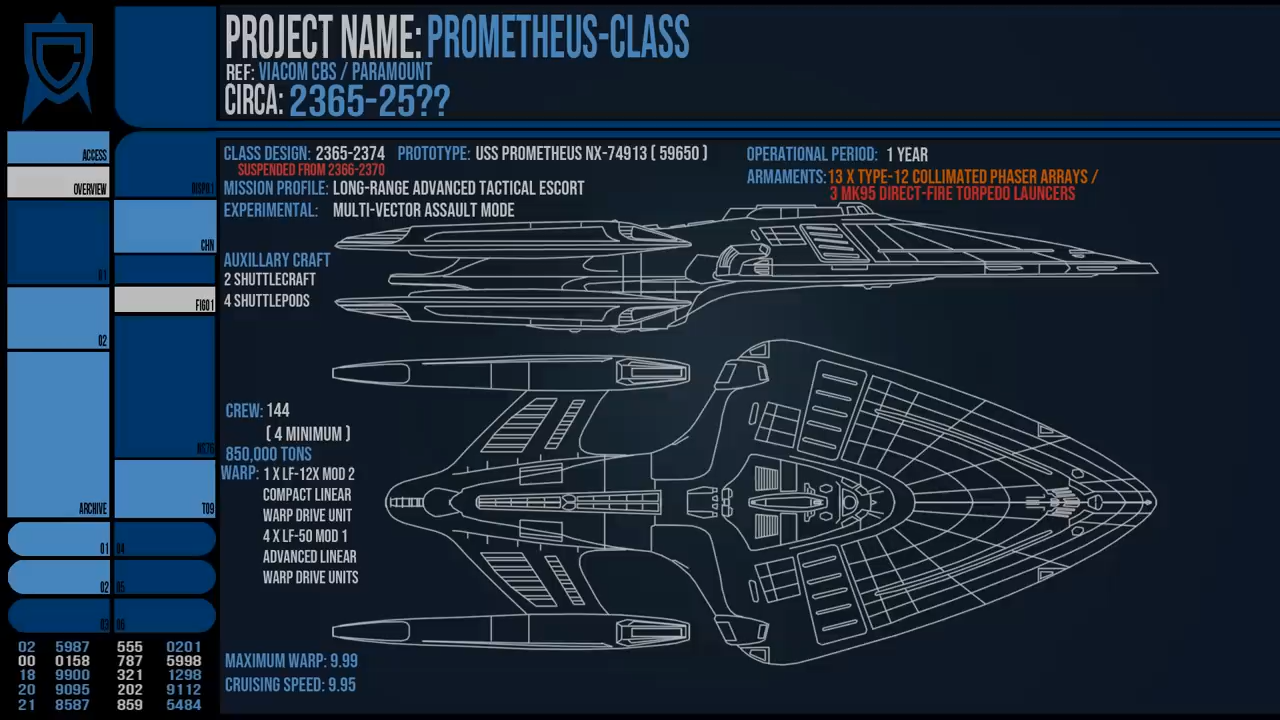 PROJECT NAME: PROMETHEUS-CLASS
REF: VIACOM CBS / PARAMOUNT
CIRCA: 2365-25??
CLASS DESIGN: 2365-2374 PROTOTYPE: USS PROMETHEUS NX-74913 ( 59650 )
SUSPENDED FROM 2366-2370
MISSION PROFILE: LONG-RANGE ADVANCED TACTICAL ESCORT
EXPERIMENTAL: MULTI-VECTOR ASSAULT MODE
OPERATIONAL PERIOD: 1 YEAR
ARMAMENTS: 13 X TYPE-12 COLLIMATED PHASER ARRAYS /
3 MK95 DIRECT-FIRE TORPEDO LAUNCERS
AUXILLARY CRAFT
2 SHUTTLECRAFT
4 SHUTTLEPODS
CREW: 144
( 4 MINIMUM )
850,000 TONS
WARP: 1 X LF-12X MOD 2
COMPACT LINEAR
WARP DRIVE UNIT
4 X LF-50 MOD 1
ADVANCED LINEAR
WARP DRIVE UNITS
MAXIMUM WARP: 9.99
CRUISING SPEED: 9.95
ACCESS
OVERVIEW
01
02
ARCHIVE
01
02
03
CHN
FIG01
T09
04
05
06
02 5987 555 0201
00 0158 787 5998
18 9900 321 1298
20 9095 202 9112
21 8587 859 5484